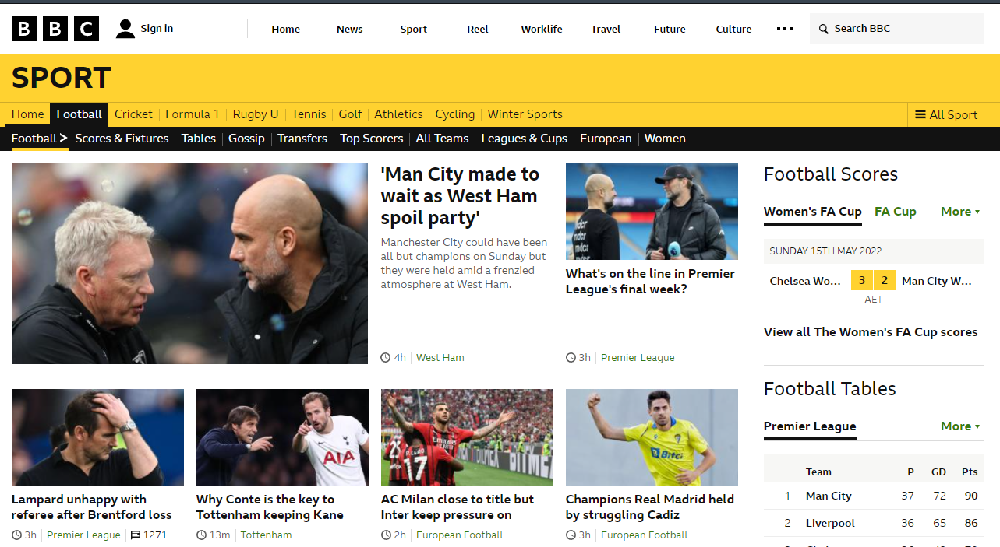 BBC
Sign in
Home
News
Sport
Reel
Worklife
Travel
Future
Culture
Search BBC
SPORT
Home
Football
Cricket
Formula 1
Rugby U
Tennis
Golf
Athletics
Cycling
Winter Sports
All Sport
Football
Scores & Fixtures
Tables
Gossip
Transfers
Top Scorers
All Teams
Leagues & Cups
European
Women
'Man City made to
wait as West Ham
spoil party'
Manchester City could have been
all but champions on Sunday but
they were held amid a frenzied
atmosphere at West Ham.
4h
West Ham
What's on the line in Premier
League's final week?
3h
Premier League
Lampard unhappy with
referee after Brentford loss
3h
Premier League
1271
AIA
Why Conte is the key to
Tottenham keeping Kane
13m
Tottenham
Emirates
R.LEAO
17
AC Milan close to title but
Inter keep pressure on
2h
European Football
Bitci
Champions Real Madrid held
by struggling Cadiz
3h
European Football
Football Scores
Women's FA Cup
FA Cup
More
SUNDAY 15TH MAY 2022
Chelsea Wo... 3 2 Man City W...
AET
View all The Women's FA Cup scores
Football Tables
Premier League
More
Team P GD Pts
1 Man City 37 72 90
2 Liverpool 36 65 86